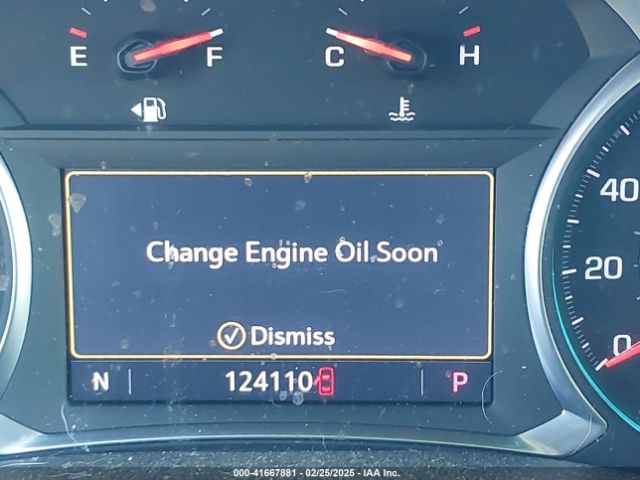 E F C H
40
Change Engine Oil Soon
20
Dismiss
0
N 124110 P
000-41667881 - 02/25/2025 - IAA Inc.